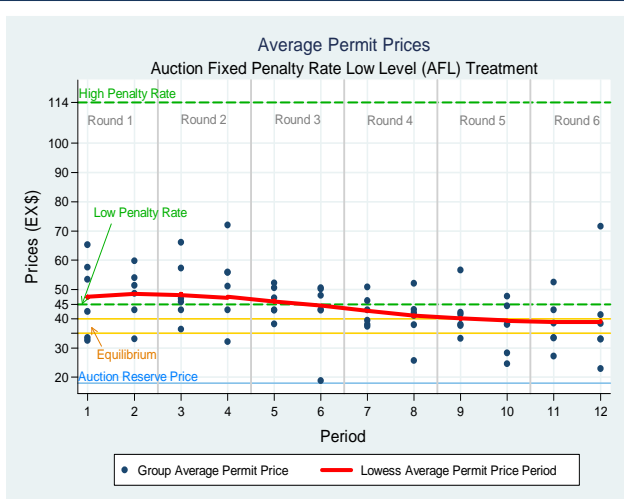 Average Permit Prices
Auction Fixed Penalty Rate Low Level (AFL) Treatment
High Penalty Rate
114
Round 1 Round 2 Round 3 Round 4 Round 5 Round 6
100
90
80
70
Low Penalty Rate
60
50
45
40
30
Equilibrium
20
Auction Reserve Price
Prices (EX$)
1 2 3 4 5 6 7 8 9 10 11 12
Period
Group Average Permit Price Lowess Average Permit Price Period